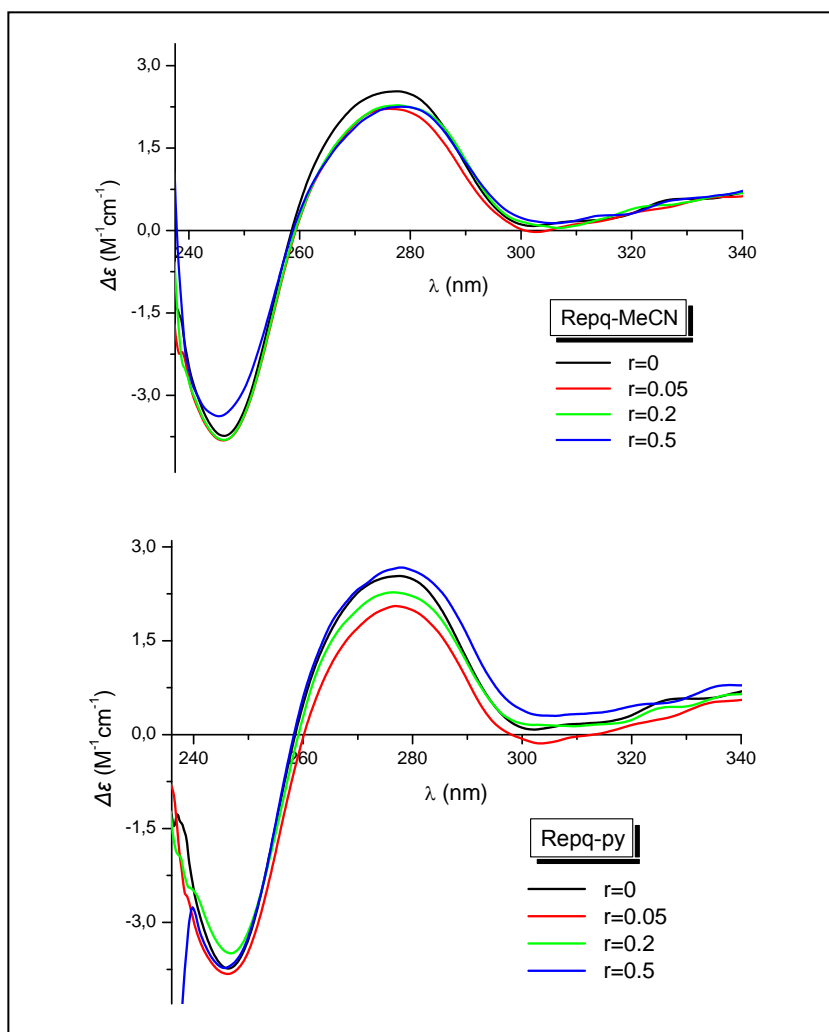 3,0
1,5
0,0
-1,5
-3,0
Δε (M⁻¹cm⁻¹)
240 260 280 300 320 340
λ (nm)
Repq-MeCN
r=0
r=0.05
r=0.2
r=0.5
3,0
1,5
0,0
-1,5
-3,0
Δε (M⁻¹cm⁻¹)
240 260 280 300 320 340
λ (nm)
Repq-py
r=0
r=0.05
r=0.2
r=0.5